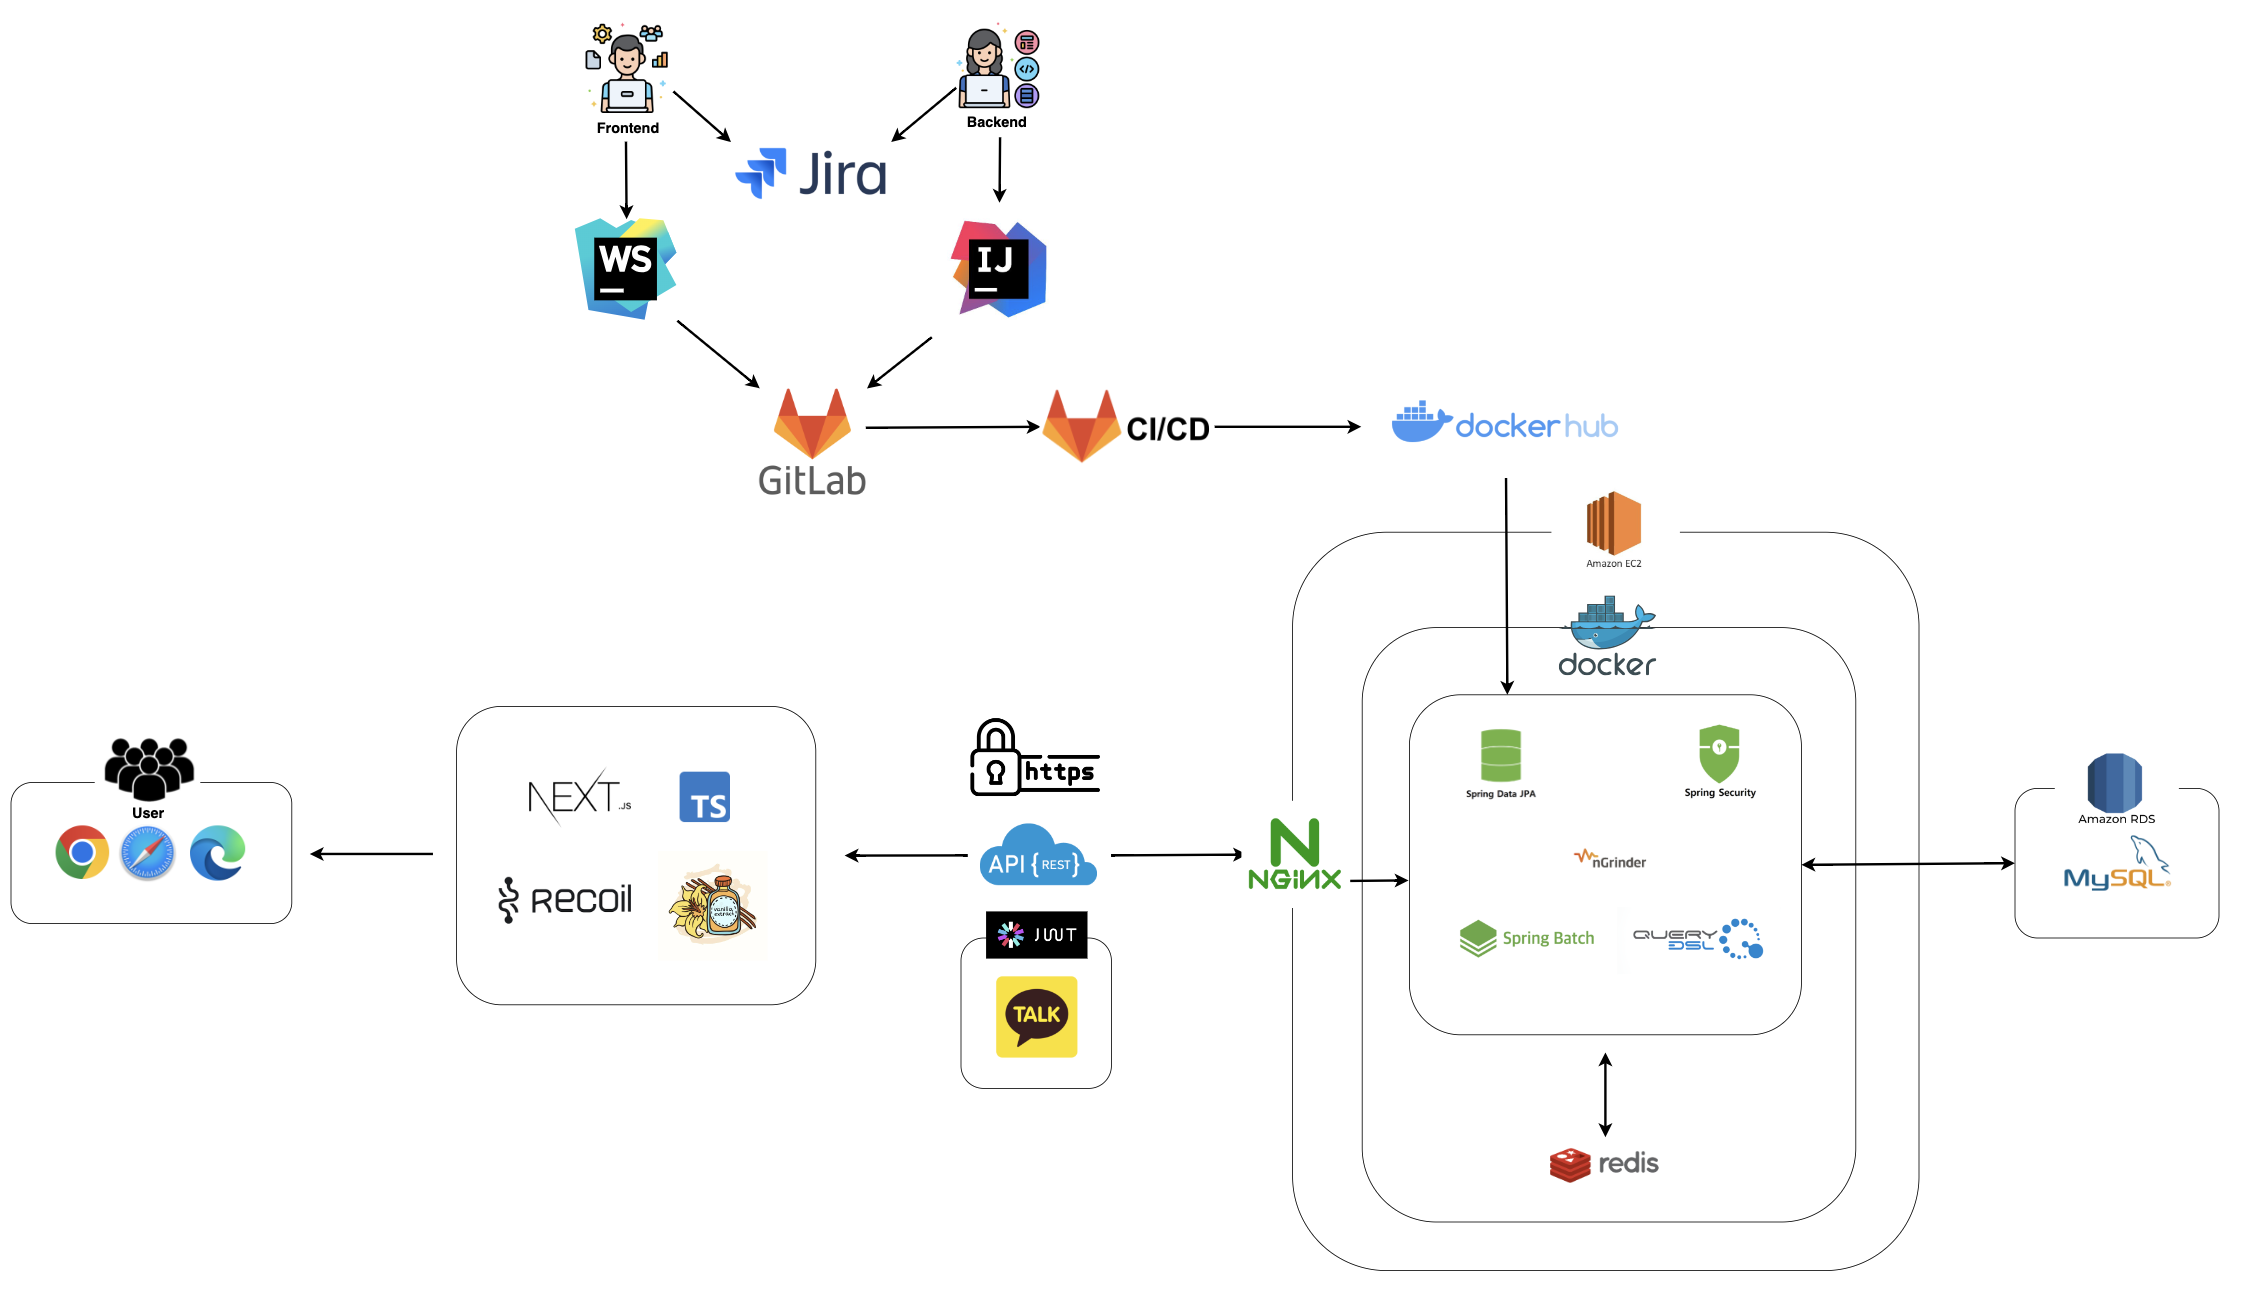 Frontend
Backend
Jira
WS
IJ
GitLab
CI/CD
docker hub
Amazon EC2
docker
User
NEXT.JS
TS
Recoil
vanilla
extract
https
API {REST}
NGINX
JWT
TALK
Spring Data JPA
Spring Security
nGrinder
Spring Batch
QUERY
DSL
redis
Amazon RDS
MySQL